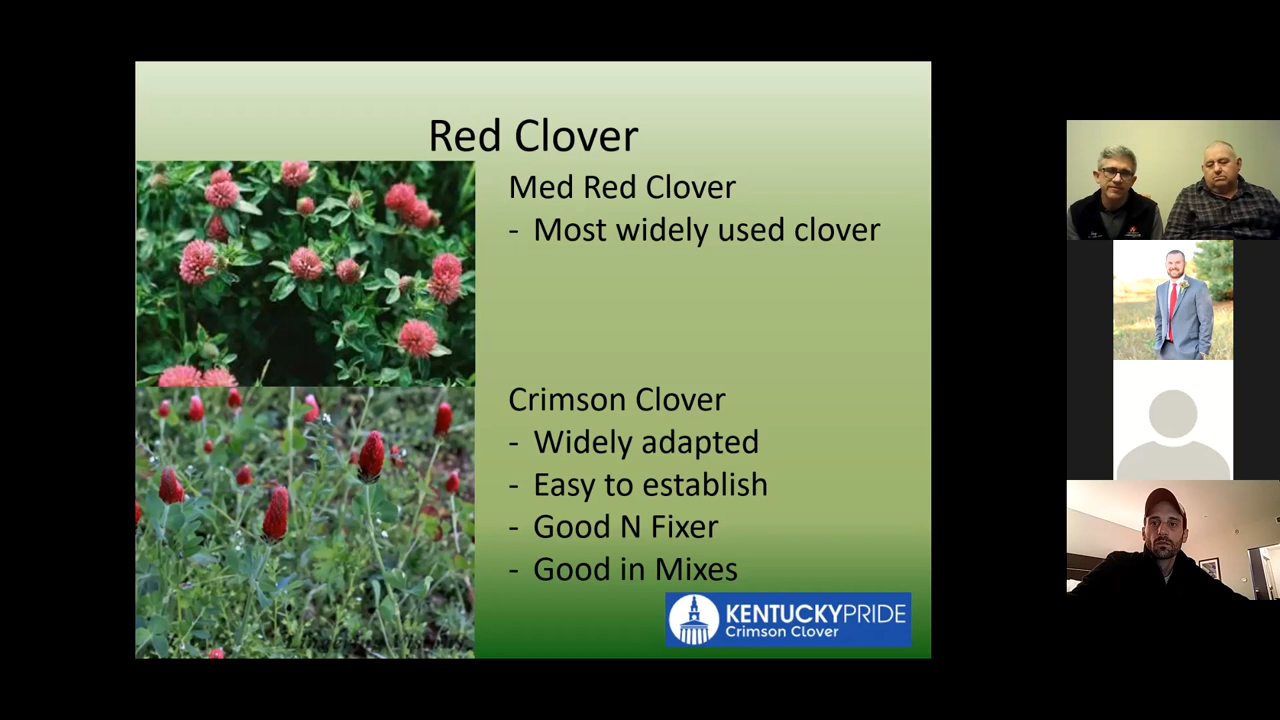 Red Clover
Med Red Clover
- Most widely used clover
Crimson Clover
- Widely adapted
- Easy to establish
- Good N Fixer
- Good in Mixes
KENTUCKYPRIDE
Crimson Clover